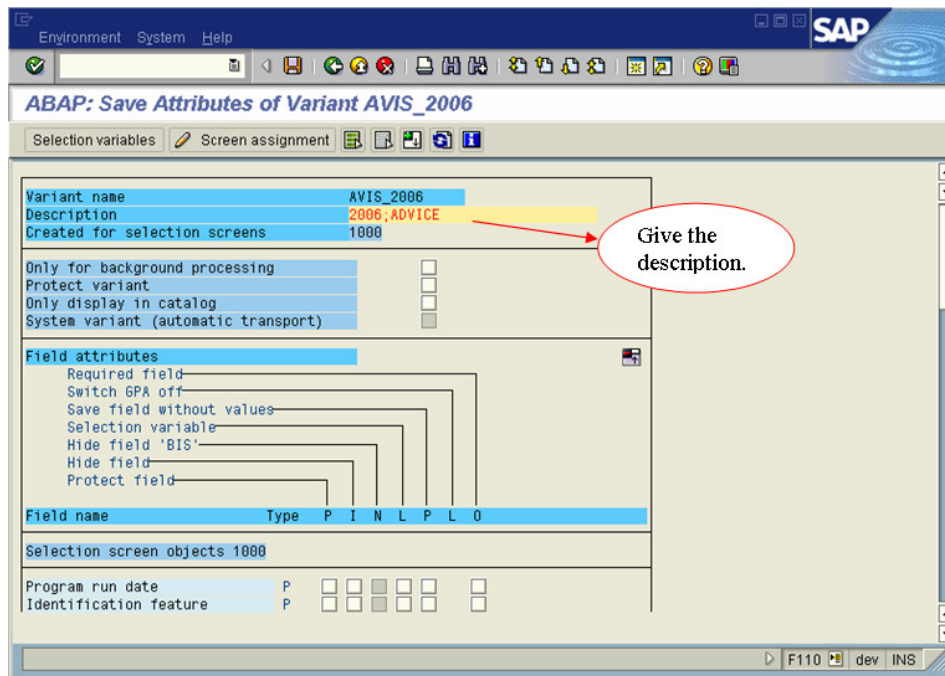 Environment System Help
SAP
ABAP: Save Attributes of Variant AVIS_2006
Selection variables Screen assignment
Variant name AVIS_2006
Description 2006;ADVICE
Created for selection screens 1000
Give the
description.
Only for background processing
Protect variant
Only display in catalog
System variant (automatic transport)
Field attributes
Required field
Switch GPA off
Save field without values
Selection variable
Hide field 'BIS'
Hide field
Protect field
Field name Type P I N L P L O
Selection screen objects 1000
Program run date P
Identification feature P
F110 dev INS